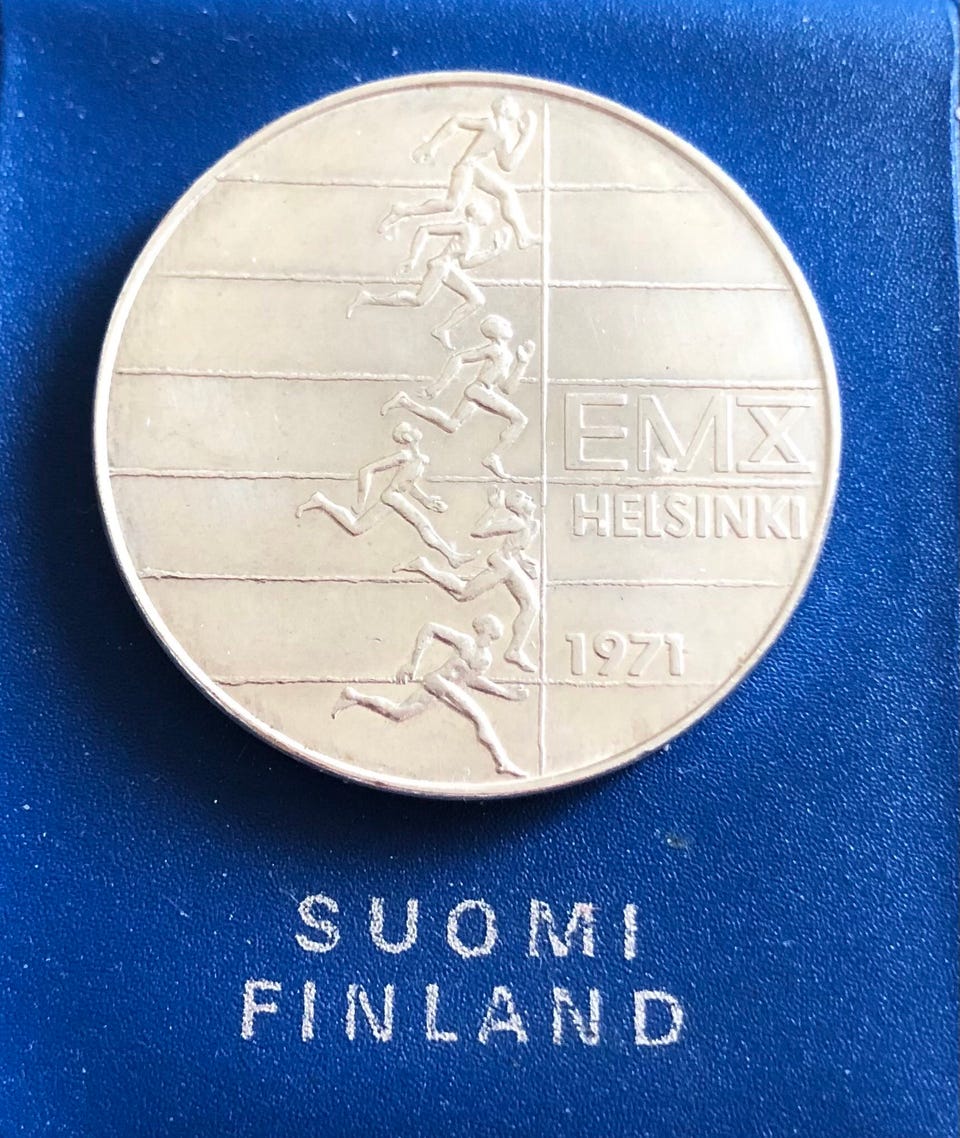 EMX
HELSINKI
1971
SUOMI
FINLAND